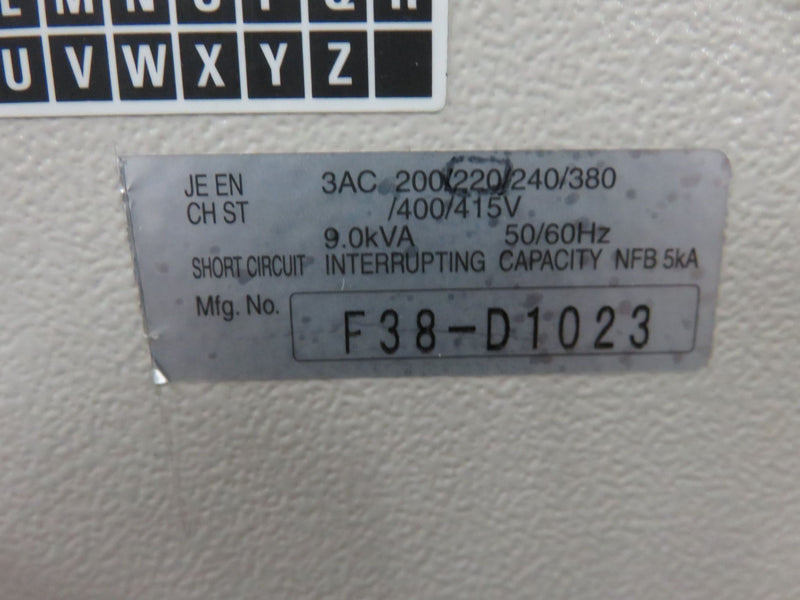 L M N O P Q R
U V W X Y Z
JE EN 3AC 200/220/240/380
CH ST /400/415V
9.0kVA 50/60Hz
SHORT CIRCUIT INTERRUPTING CAPACITY NFB 5kA
Mfg. No. F38-D1023